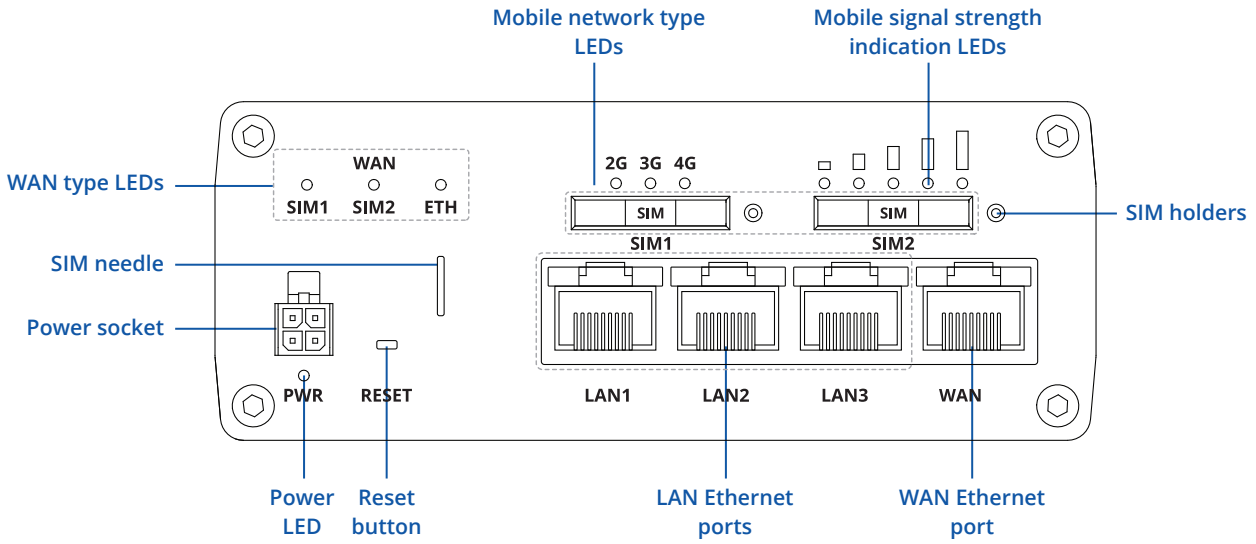 Mobile network type
LEDs
Mobile signal strength
indication LEDs
WAN
2G 3G 4G
WAN type LEDs
SIM1 SIM2 ETH
SIM
SIM
SIM holders
SIM1
SIM2
SIM needle
Power socket
PWR
RESET
LAN1
LAN2
LAN3
WAN
Power
LED
Reset
button
LAN Ethernet
ports
WAN Ethernet
port